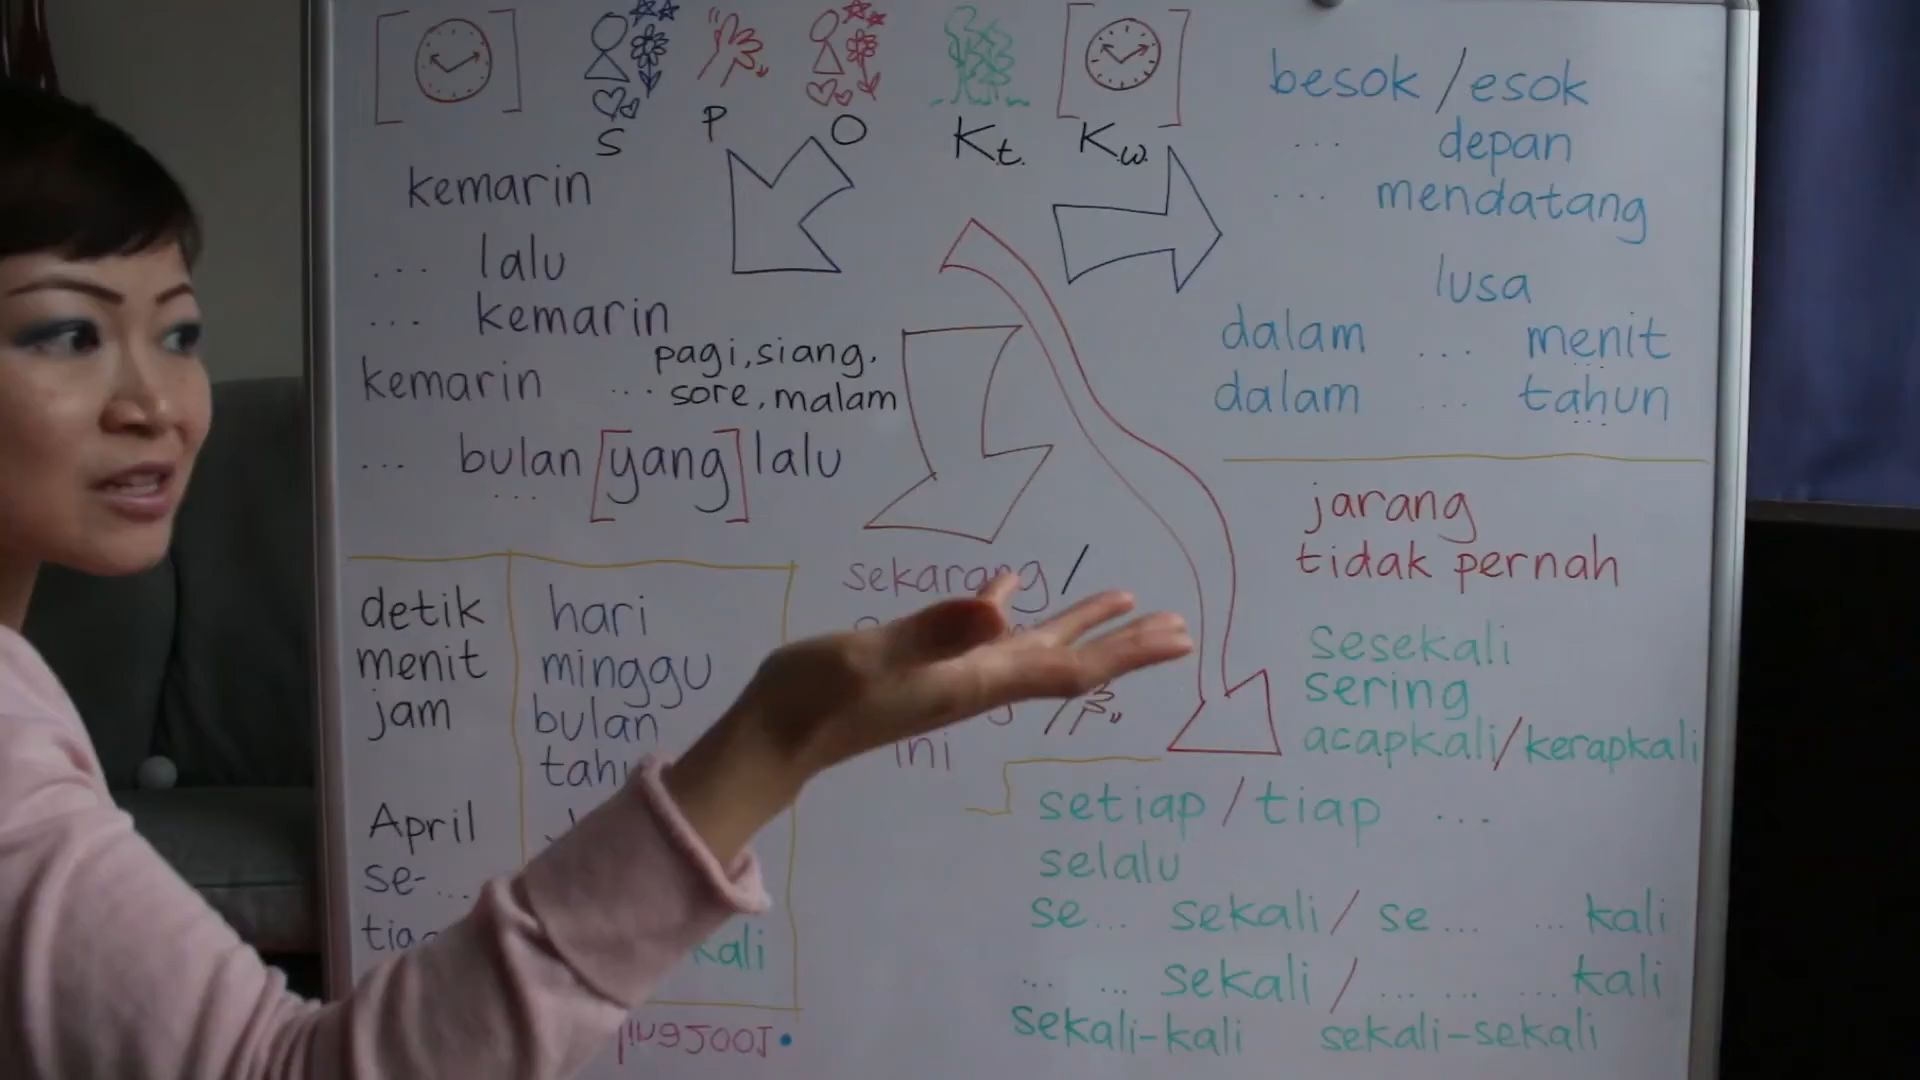 S P O Kt. Kw.
kemarin
... lalu
... kemarin
kemarin ... pagi, siang,
sore, malam
... bulan [yang] lalu
besok / esok
... depan
... mendatang
lusa
dalam ... menit
dalam ... tahun
jarang
tidak pernah
sesekali
sering
acapkali/kerapkali
setiap / tiap ...
selalu
se... sekali / se... ... kali
... ... sekali / ... ... ... kali
sekali-kali sekali-sekali
sekarang /
ini
detik
menit
jam
April
se-...
hari
minggu
bulan
kali